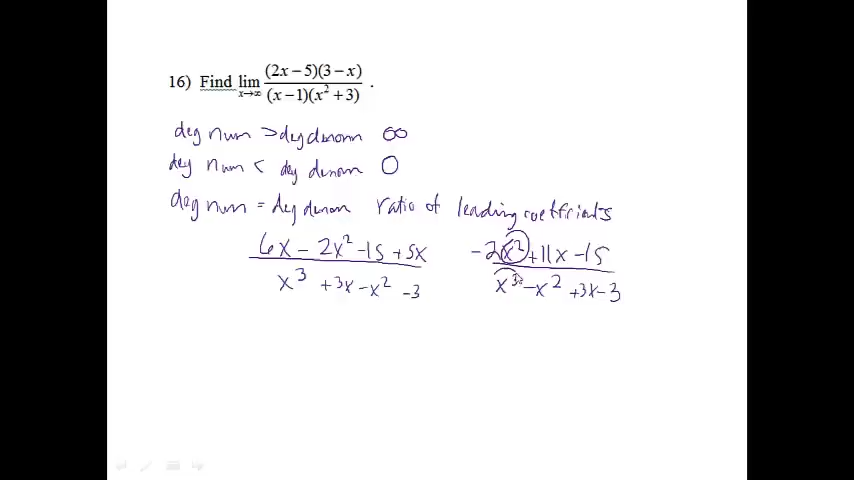 16) Find lim x→∞ (2x − 5)(3 − x) / (x − 1)(x² + 3) .
deg num > deg denom ∞
deg num < deg denom 0
deg num = deg denom ratio of leading coefficients
6x − 2x² − 15 + 5x / x³ + 3x − x² − 3
−2x² + 11x − 15 / x³ − x² + 3x − 3